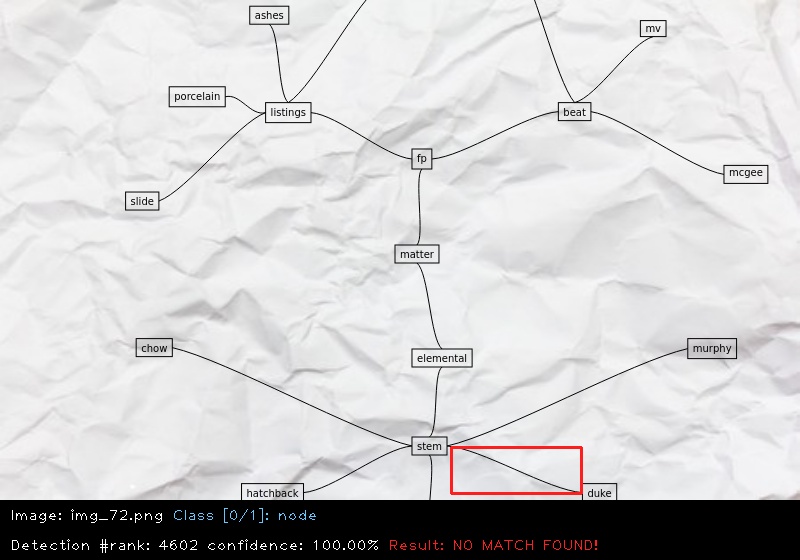 ashes
mv
porcelain
listings
beat
fp
mcgee
slide
matter
chow
murphy
elemental
stem
hatchback
duke
Image: img_72.png Class [0/1]: node
Detection #rank: 4602 confidence: 100.00% Result: NO MATCH FOUND!